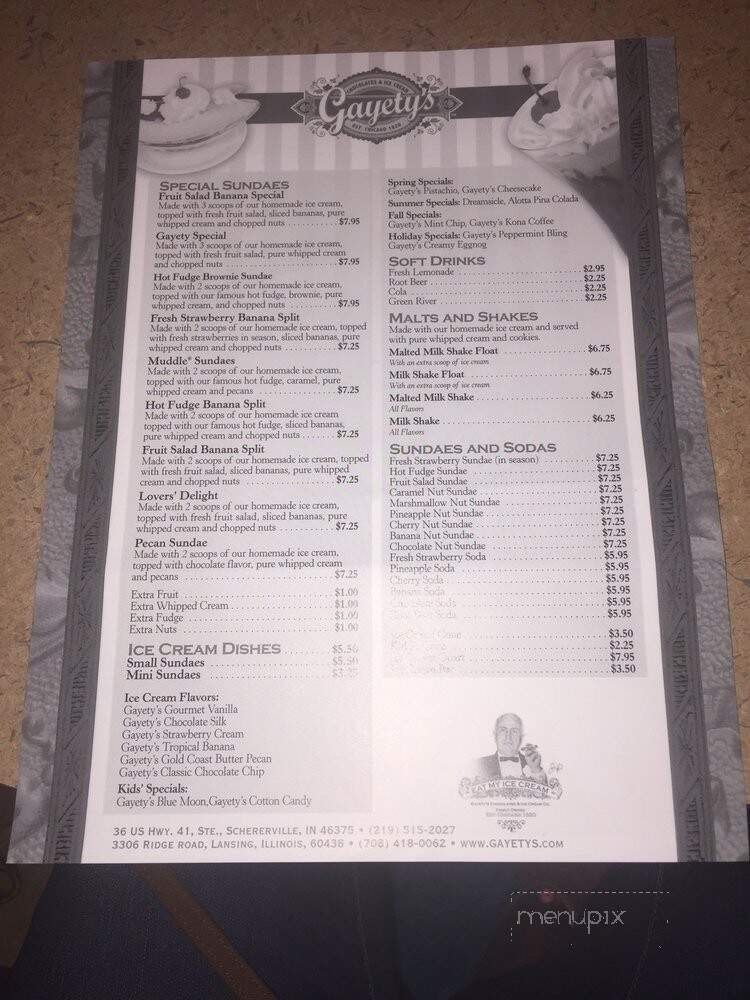 CHOCOLATES & ICE CREAM
Gayety's
EST. CHICAGO 1920
SPECIAL SUNDAES
Fruit Salad Banana Special
Made with 3 scoops of our homemade ice cream,
topped with fresh fruit salad, sliced bananas, pure
whipped cream and chopped nuts . . . . . . . . . . . . $7.95
Gayety Special
Made with 3 scoops of our homemade ice cream,
topped with fresh fruit salad, pure whipped cream
and chopped nuts . . . . . . . . . . . . $7.95
Hot Fudge Brownie Sundae
Made with 2 scoops of our homemade ice cream,
topped with our famous hot fudge, brownie, pure
whipped cream, and chopped nuts . . . . . . . . . . . . $7.95
Fresh Strawberry Banana Split
Made with 2 scoops of our homemade ice cream, topped
with fresh strawberries in season, sliced bananas, pure
whipped cream and chopped nuts . . . . . . . . . . . . $7.25
Muddle® Sundaes
Made with 2 scoops of our homemade ice cream,
topped with our famous hot fudge, caramel, pure
whipped cream and pecans . . . . . . . . . . . . $7.25
Hot Fudge Banana Split
Made with 2 scoops of our homemade ice cream
topped with our famous hot fudge, sliced bananas,
pure whipped cream and chopped nuts . . . . . . $7.25
Fruit Salad Banana Split
Made with 2 scoops of our homemade ice cream, topped
with fresh fruit salad, sliced bananas, pure whipped
cream and chopped nuts . . . . . . . . . . . . $7.25
Lovers' Delight
Made with 2 scoops of our homemade ice cream,
topped with fresh fruit salad, sliced bananas, pure
whipped cream and chopped nuts . . . . . . . . . . . . $7.25
Pecan Sundae
Made with 2 scoops of our homemade ice cream,
topped with chocolate flavor, pure whipped cream
and pecans . . . . . . . . . . . . $7.25
Extra Fruit . . . . . . . . . . . . $1.00
Extra Whipped Cream . . . . . . . . . . . . $1.00
Extra Fudge . . . . . . . . . . . . $1.00
Extra Nuts . . . . . . . . . . . . $1.00
ICE CREAM DISHES . . . . . . $5.50
Small Sundaes . . . . . . . . . . . . $5.50
Mini Sundaes . . . . . . . . . . . .
Ice Cream Flavors:
Gayety's Gourmet Vanilla
Gayety's Chocolate Silk
Gayety's Strawberry Cream
Gayety's Tropical Banana
Gayety's Gold Coast Butter Pecan
Gayety's Classic Chocolate Chip
Kids' Specials:
Gayety's Blue Moon,Gayety's Cotton Candy
Spring Specials:
Gayety's Pistachio, Gayety's Cheesecake
Summer Specials: Dreamsicle, Alotta Pina Colada
Fall Specials:
Gayety's Mint Chip, Gayety's Kona Coffee
Holiday Specials: Gayety's Peppermint Bling
Gayety's Creamy Eggnog
SOFT DRINKS
Fresh Lemonade . . . . . . . . . . . . $2.95
Root Beer . . . . . . . . . . . . $2.25
Cola . . . . . . . . . . . . $2.25
Green River . . . . . . . . . . . . $2.25
MALTS AND SHAKES
Made with our homemade ice cream and served
with pure whipped cream and cookies.
Malted Milk Shake Float . . . . . . . . . . . . $6.75
With an extra scoop of ice cream
Milk Shake Float . . . . . . . . . . . . $6.75
With an extra scoop of ice cream
Malted Milk Shake . . . . . . . . . . . . $6.25
All Flavors
Milk Shake . . . . . . . . . . . . $6.25
All Flavors
SUNDAES AND SODAS
Fresh Strawberry Sundae (in season) . . . . . . . . . . $7.25
Hot Fudge Sundae . . . . . . . . . . . . $7.25
Fruit Salad Sundae . . . . . . . . . . . . $7.25
Caramel Nut Sundae . . . . . . . . . . . . $7.25
Marshmallow Nut Sundae . . . . . . . . . . . . $7.25
Pineapple Nut Sundae . . . . . . . . . . . . $7.25
Cherry Nut Sundae . . . . . . . . . . . . $7.25
Banana Nut Sundae . . . . . . . . . . . . $7.25
Chocolate Nut Sundae . . . . . . . . . . . . $7.25
Fresh Strawberry Soda . . . . . . . . . . . . $5.95
Pineapple Soda . . . . . . . . . . . . $5.95
Cherry Soda . . . . . . . . . . . . $5.95
Banana Soda . . . . . . . . . . . . $5.95
Chocolate Soda . . . . . . . . . . . . $5.95
Soda . . . . . . . . . . . . $5.95
$3.50
$2.25
$7.95
$3.50
EAT MY ICE CREAM
GAYETY'S CHOCOLATES & ICE CREAM CO.
FAMILY OWNED
EST. CHICAGO 1920
36 US HWY. 41, STE., SCHERERVILLE, IN 46375 • (219) 515-2027
3306 RIDGE ROAD, LANSING, ILLINOIS, 60438 • (708) 418-0062 • WWW.GAYETYS.COM
menupix